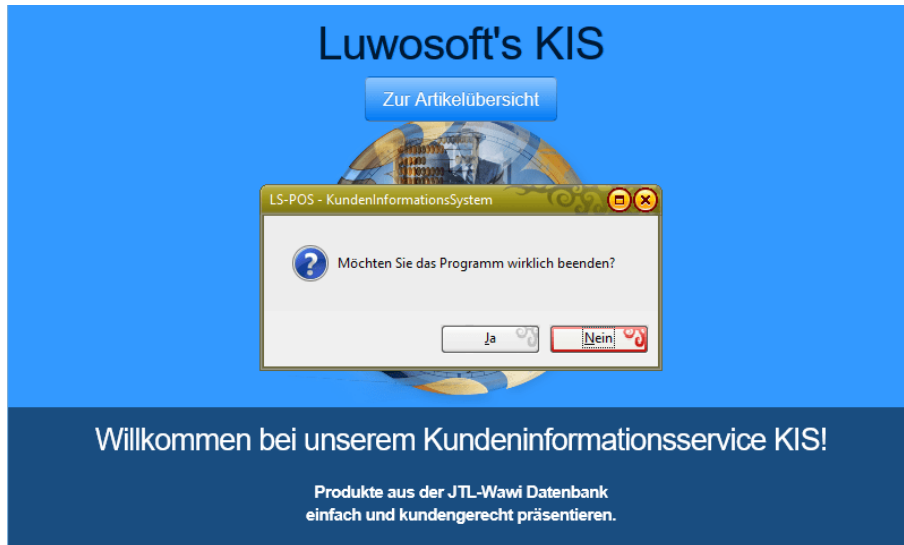 Luwosoft's KIS
Zur Artikelübersicht
LS-POS - KundenInformationsSystem
Möchten Sie das Programm wirklich beenden?
Ja
Nein
Willkommen bei unserem Kundeninformationsservice KIS!
Produkte aus der JTL-Wawi Datenbank
einfach und kundengerecht präsentieren.